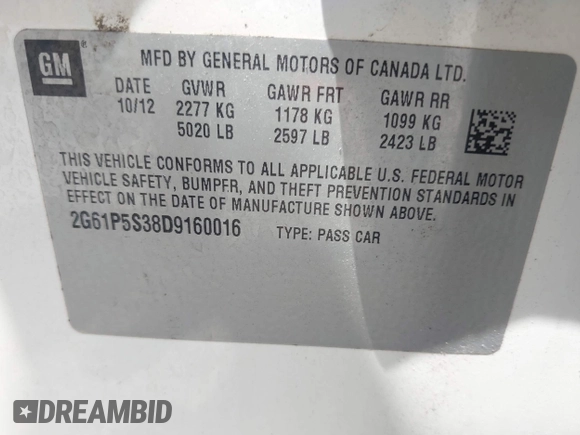 GM ®
MFD BY GENERAL MOTORS OF CANADA LTD.
DATE GVWR GAWR FRT GAWR RR
10/12 2277 KG 1178 KG 1099 KG
5020 LB 2597 LB 2423 LB
THIS VEHICLE CONFORMS TO ALL APPLICABLE U.S. FEDERAL MOTOR
VEHICLE SAFETY, BUMPER, AND THEFT PREVENTION STANDARDS IN
EFFECT ON THE DATE OF MANUFACTURE SHOWN ABOVE.
2G61P5S38D9160016 TYPE: PASS CAR
DREAMBID